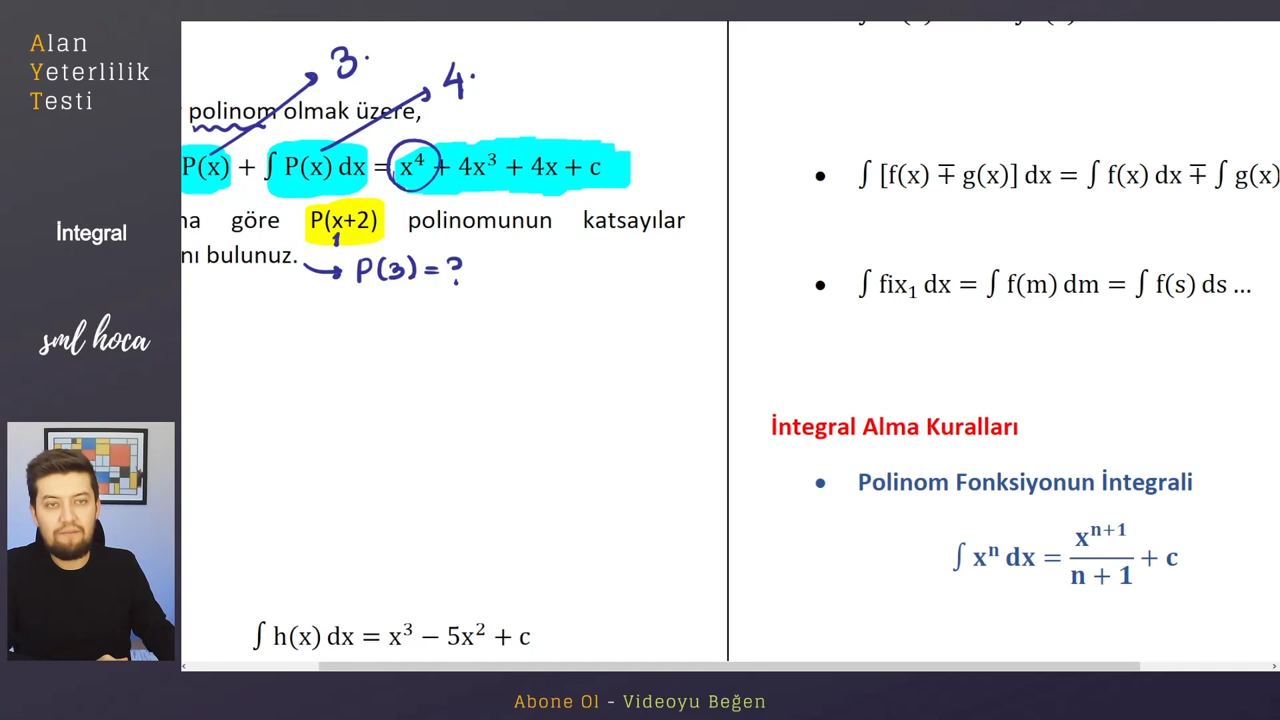 Alan
Yeterlilik
Testi
İntegral
sml hoca
3.
4.
polinom olmak üzere,
P(x) + ∫ P(x) dx = x⁴ + 4x³ + 4x + c
göre P(x+2) polinomunun katsayılar
1
bulunuz. → P(3) = ?
∫ h(x) dx = x³ − 5x² + c
• ∫ [f(x) ∓ g(x)] dx = ∫ f(x) dx ∓ ∫ g(x)
• ∫ fix₁ dx = ∫ f(m) dm = ∫ f(s) ds ...
İntegral Alma Kuralları
• Polinom Fonksiyonun İntegrali
∫ xⁿ dx = xⁿ⁺¹ / n + 1 + c
Abone Ol - Videoyu Beğen